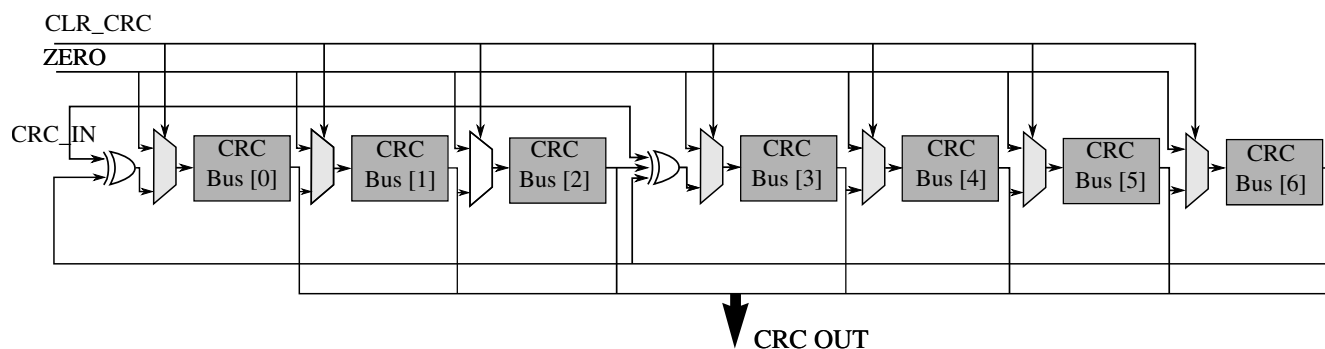 CLR_CRC
ZERO
CRC_IN
CRC
Bus [0]
CRC
Bus [1]
CRC
Bus [2]
CRC
Bus [3]
CRC
Bus [4]
CRC
Bus [5]
CRC
Bus [6]
CRC OUT